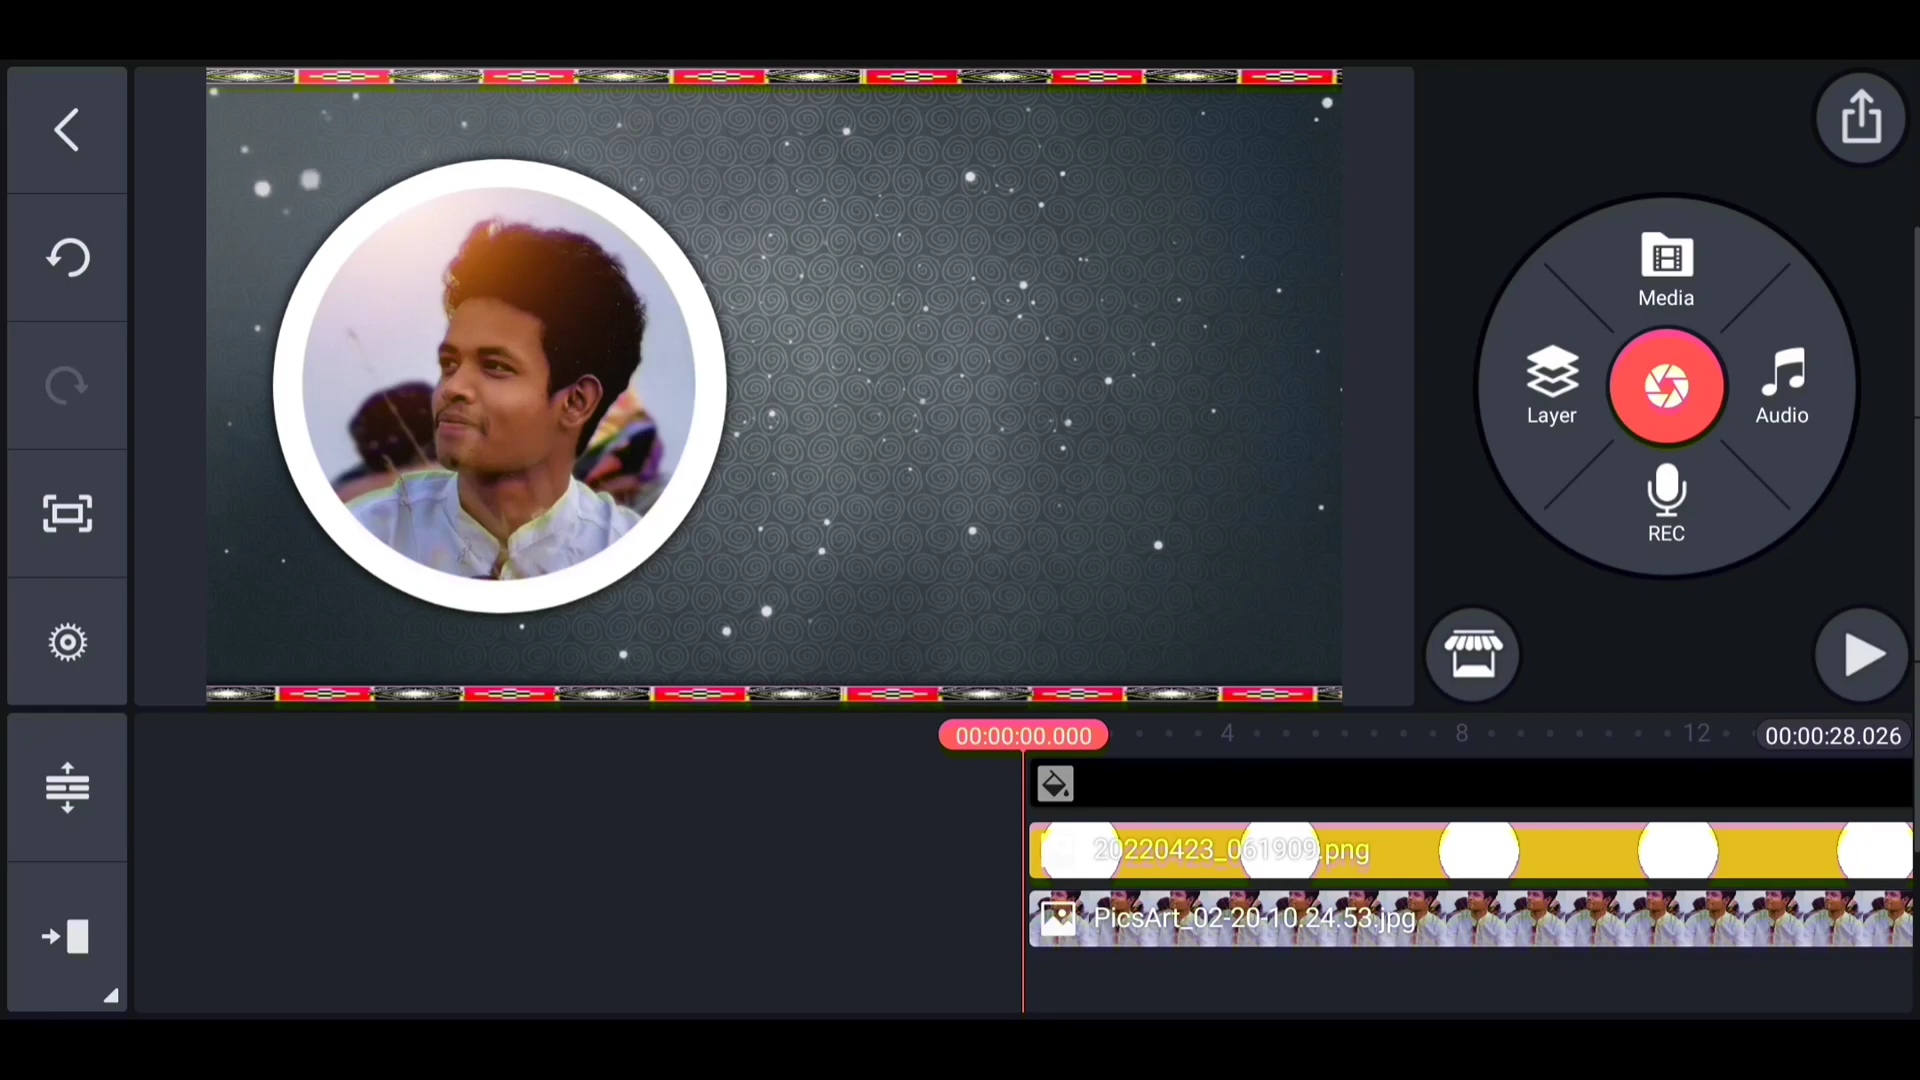 Media
Layer
Audio
REC
00:00:00.000
4
8
12
00:00:28.026
20220423_061909.png
PicsArt_02-20-10.24.53.jpg